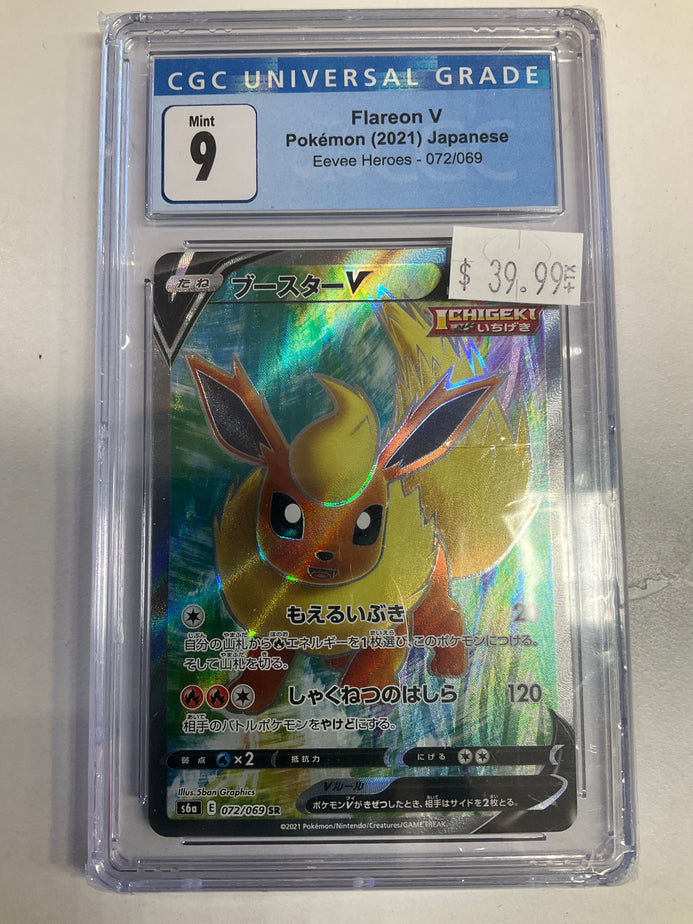 CGC UNIVERSAL GRADE
Mint
9
Flareon V
Pokémon (2021) Japanese
Eevee Heroes - 072/069
$ 39.99
たね ブースターV
ICHIGEKI
いちげき
もえるいぶき 20
自分の山札から エネルギーを1枚選び、このポケモンにつける。
そして山札を切る。
しゃくねつのはしら 120
相手のバトルポケモンをやけどにする。
弱点 ×2 抵抗力 にげる
Vルール
ポケモンVがきぜつしたとき、相手はサイドを2枚とる。
Illus. 5ban Graphics
s6a E 072/069 SR
©2021 Pokémon/Nintendo/Creatures/GAME FREAK.